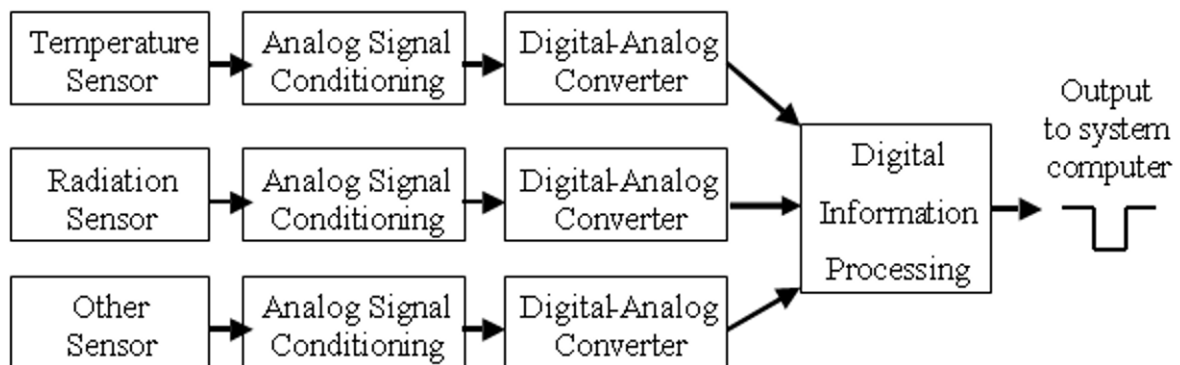 Temperature
Sensor
Analog Signal
Conditioning
Digital-Analog
Converter
Radiation
Sensor
Analog Signal
Conditioning
Digital-Analog
Converter
Other
Sensor
Analog Signal
Conditioning
Digital-Analog
Converter
Digital
Information
Processing
Output
to system
computer